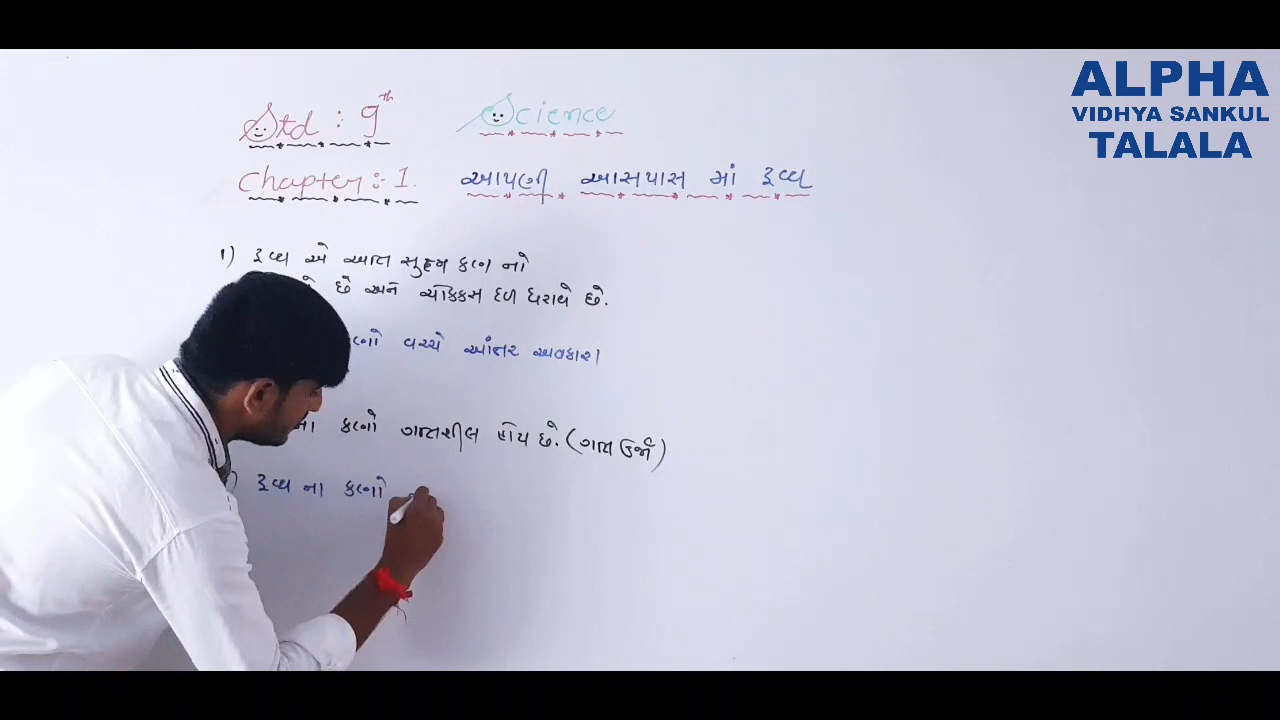 ALPHA
VIDHYA SANKUL
TALALA
Std : 9th Science
Chapter :- 1. આપણી આસપાસ માં દ્રવ્ય
1) દ્રવ્ય એ અતિ સુક્ષ્મ કણ નો
છે અને ચોક્કસ દળ ધરાવે છે.
વચ્ચે આંતર અવકાશ
ના કણો ગતિશીલ હોય છે. (ગતિ ઉર્જા)
દ્રવ્ય ના કણો